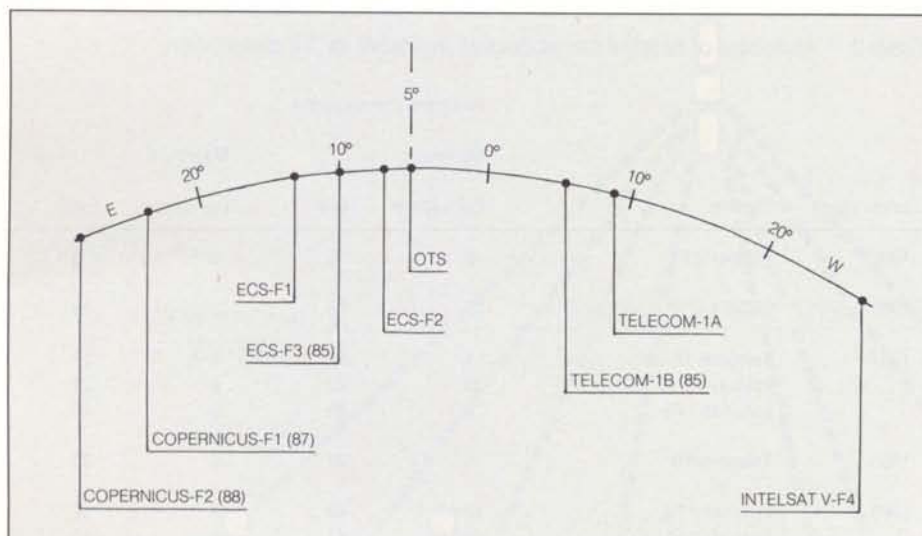 5°
10°
0°
20°
10°
E
20°
W
OTS
ECS-F1
ECS-F2
TELECOM-1A
ECS-F3 (85)
TELECOM-1B (85)
COPERNICUS-F1 (87)
COPERNICUS-F2 (88)
INTELSAT V-F4